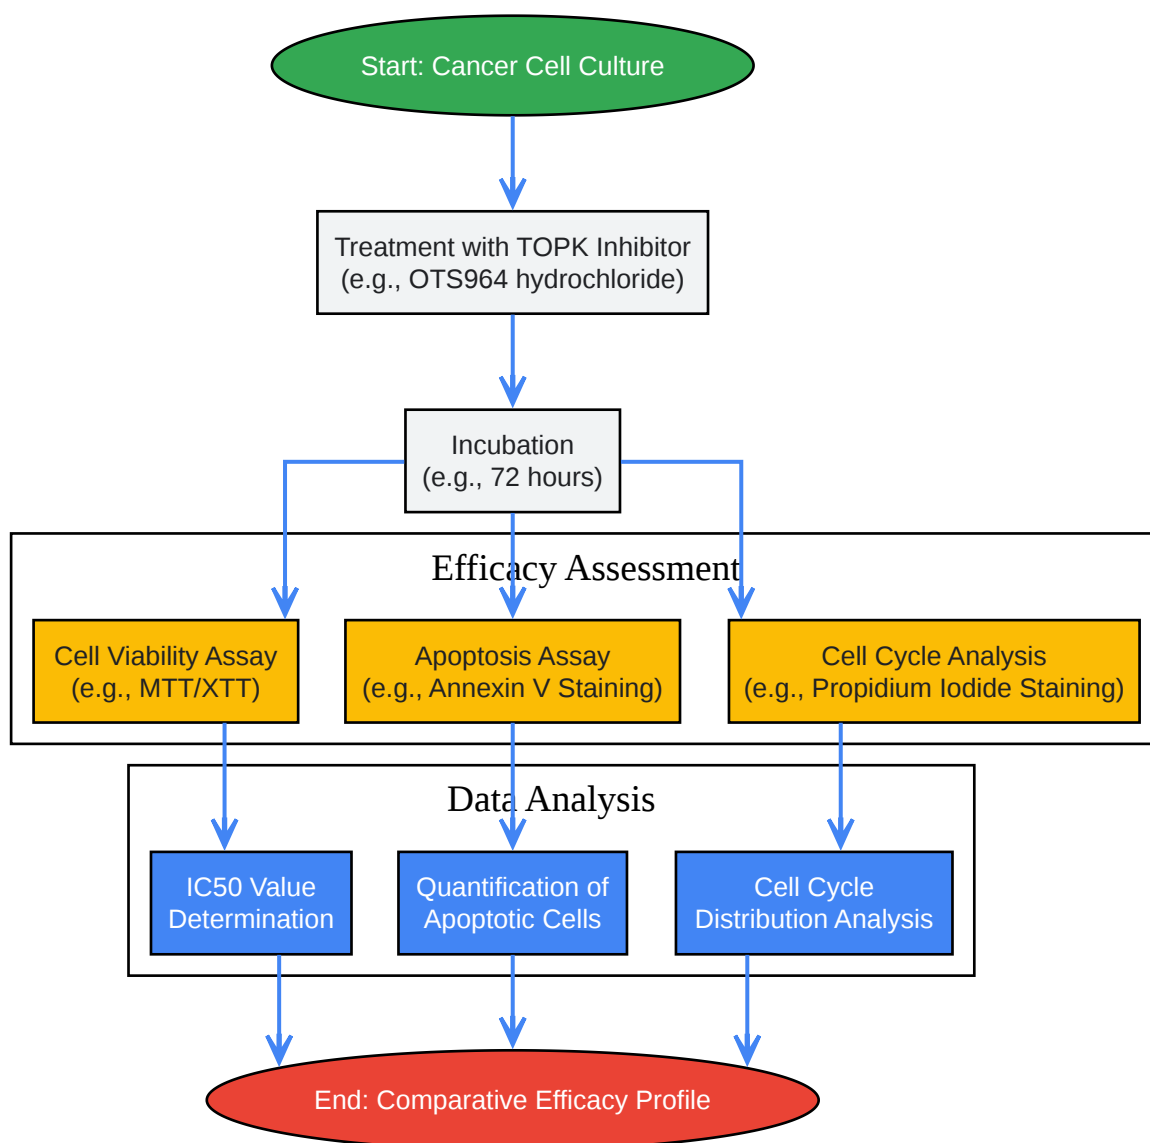 Start: Cancer Cell Culture
Treatment with TOPK Inhibitor
(e.g., OTS964 hydrochloride)
Incubation
(e.g., 72 hours)
Efficacy Assessment
Cell Viability Assay
(e.g., MTT/XTT)
Apoptosis Assay
(e.g., Annexin V Staining)
Cell Cycle Analysis
(e.g., Propidium Iodide Staining)
Data Analysis
IC50 Value
Determination
Quantification of
Apoptotic Cells
Cell Cycle
Distribution Analysis
End: Comparative Efficacy Profile